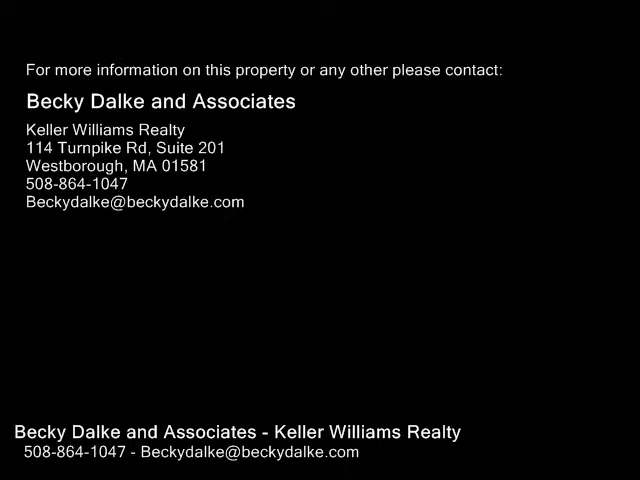 For more information on this property or any other please contact:
Becky Dalke and Associates
Keller Williams Realty
114 Turnpike Rd, Suite 201
Westborough, MA 01581
508-864-1047
Beckydalke@beckydalke.com
Becky Dalke and Associates - Keller Williams Realty
508-864-1047 - Beckydalke@beckydalke.com